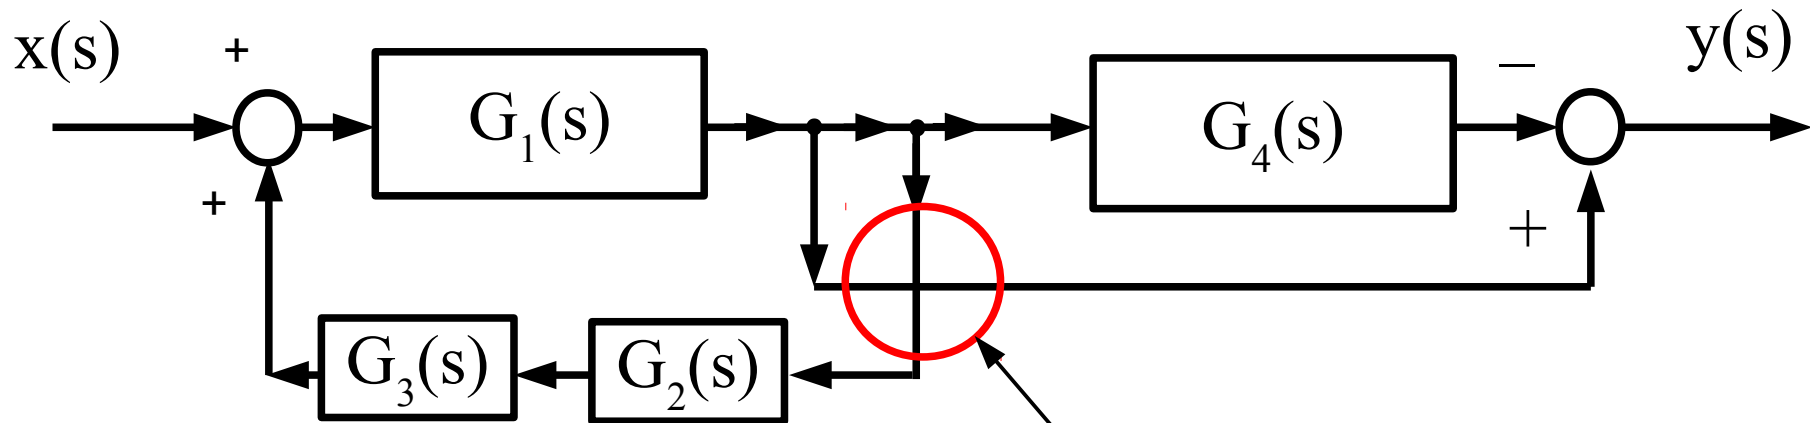 x(s)
+
G₁(s)
G₄(s)
–
y(s)
+
+
G₃(s)
G₂(s)